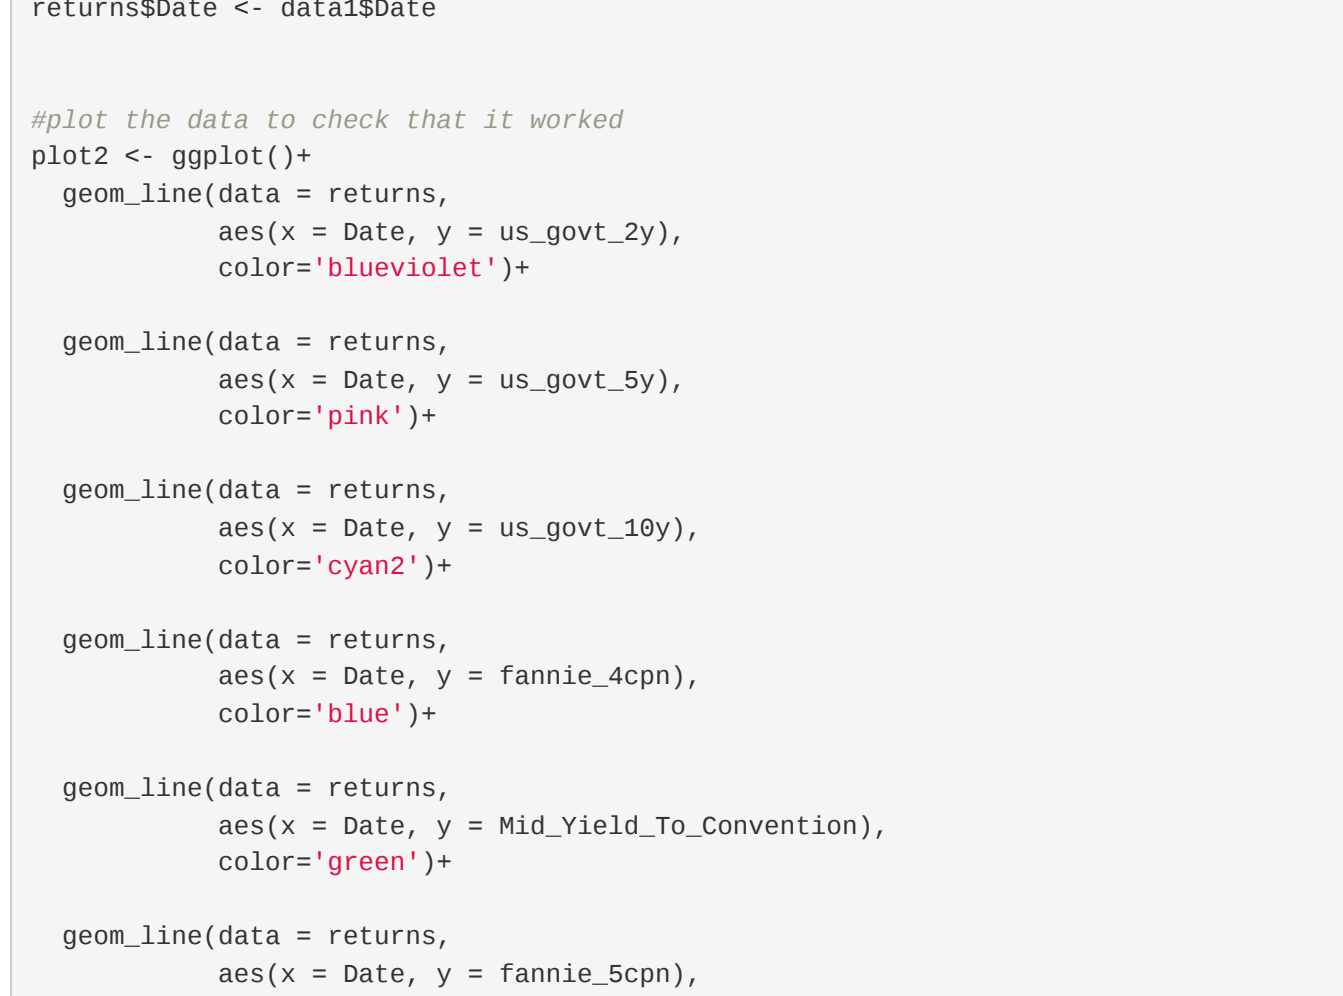 returns$Date <- data1$Date
#plot the data to check that it worked
plot2 <- ggplot()+
  geom_line(data = returns,
            aes(x = Date, y = us_govt_2y),
            color='blueviolet')+
  geom_line(data = returns,
            aes(x = Date, y = us_govt_5y),
            color='pink')+
  geom_line(data = returns,
            aes(x = Date, y = us_govt_10y),
            color='cyan2')+
  geom_line(data = returns,
            aes(x = Date, y = fannie_4cpn),
            color='blue')+
  geom_line(data = returns,
            aes(x = Date, y = Mid_Yield_To_Convention),
            color='green')+
  geom_line(data = returns,
            aes(x = Date, y = fannie_5cpn),